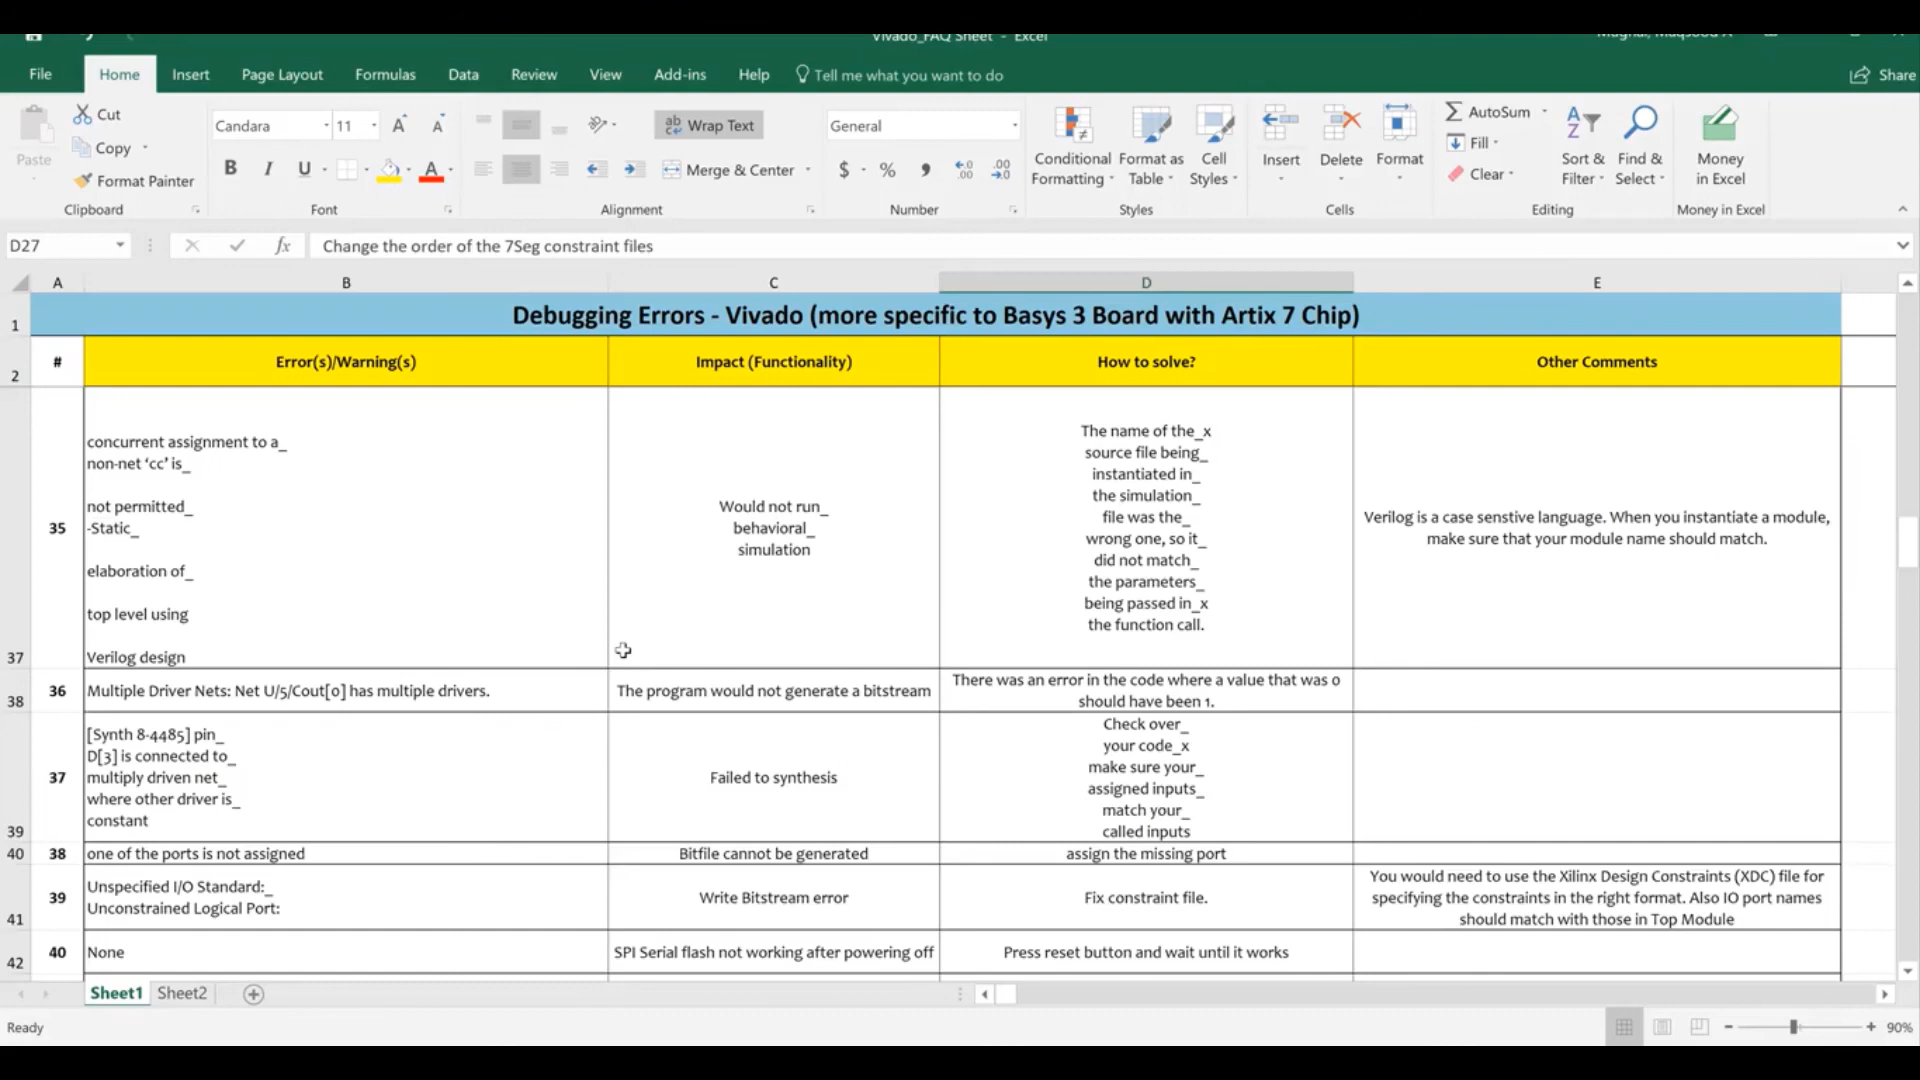 Vivado_FAQ Sheet - Excel
File Home Insert Page Layout Formulas Data Review View Add-ins Help Tell me what you want to do Share
Paste
Cut
Copy
Format Painter
Clipboard
Candara 11
B I U
Font
Wrap Text
Merge & Center
Alignment
General
$ % ,
Number
Conditional Formatting
Format as Table
Cell Styles
Styles
Insert
Delete
Format
Cells
AutoSum
Fill
Clear
Sort & Filter
Find & Select
Editing
Money in Excel
Money in Excel
D27 fx Change the order of the 7Seg constraint files
A B C D E
1 Debugging Errors - Vivado (more specific to Basys 3 Board with Artix 7 Chip)
2 # Error(s)/Warning(s) Impact (Functionality) How to solve? Other Comments
37
35
concurrent assignment to a_
non-net ‘cc’ is_
not permitted_
-Static_
elaboration of_
top level using
Verilog design
Would not run_
behavioral_
simulation
The name of the_x
source file being_
instantiated in_
the simulation_
file was the_
wrong one, so it_
did not match_
the parameters_
being passed in_x
the function call.
Verilog is a case senstive language. When you instantiate a module,
make sure that your module name should match.
38
36
Multiple Driver Nets: Net U/5/Cout[0] has multiple drivers.
The program would not generate a bitstream
There was an error in the code where a value that was 0
should have been 1.
39
37
[Synth 8-4485] pin_
D[3] is connected to_
multiply driven net_
where other driver is_
constant
Failed to synthesis
Check over_
your code_x
make sure your_
assigned inputs_
match your_
called inputs
40 38 one of the ports is not assigned Bitfile cannot be generated assign the missing port
41
39
Unspecified I/O Standard:_
Unconstrained Logical Port:
Write Bitstream error
Fix constraint file.
You would need to use the Xilinx Design Constraints (XDC) file for
specifying the constraints in the right format. Also IO port names
should match with those in Top Module
42 40 None SPI Serial flash not working after powering off Press reset button and wait until it works
Sheet1 Sheet2
Ready 90%